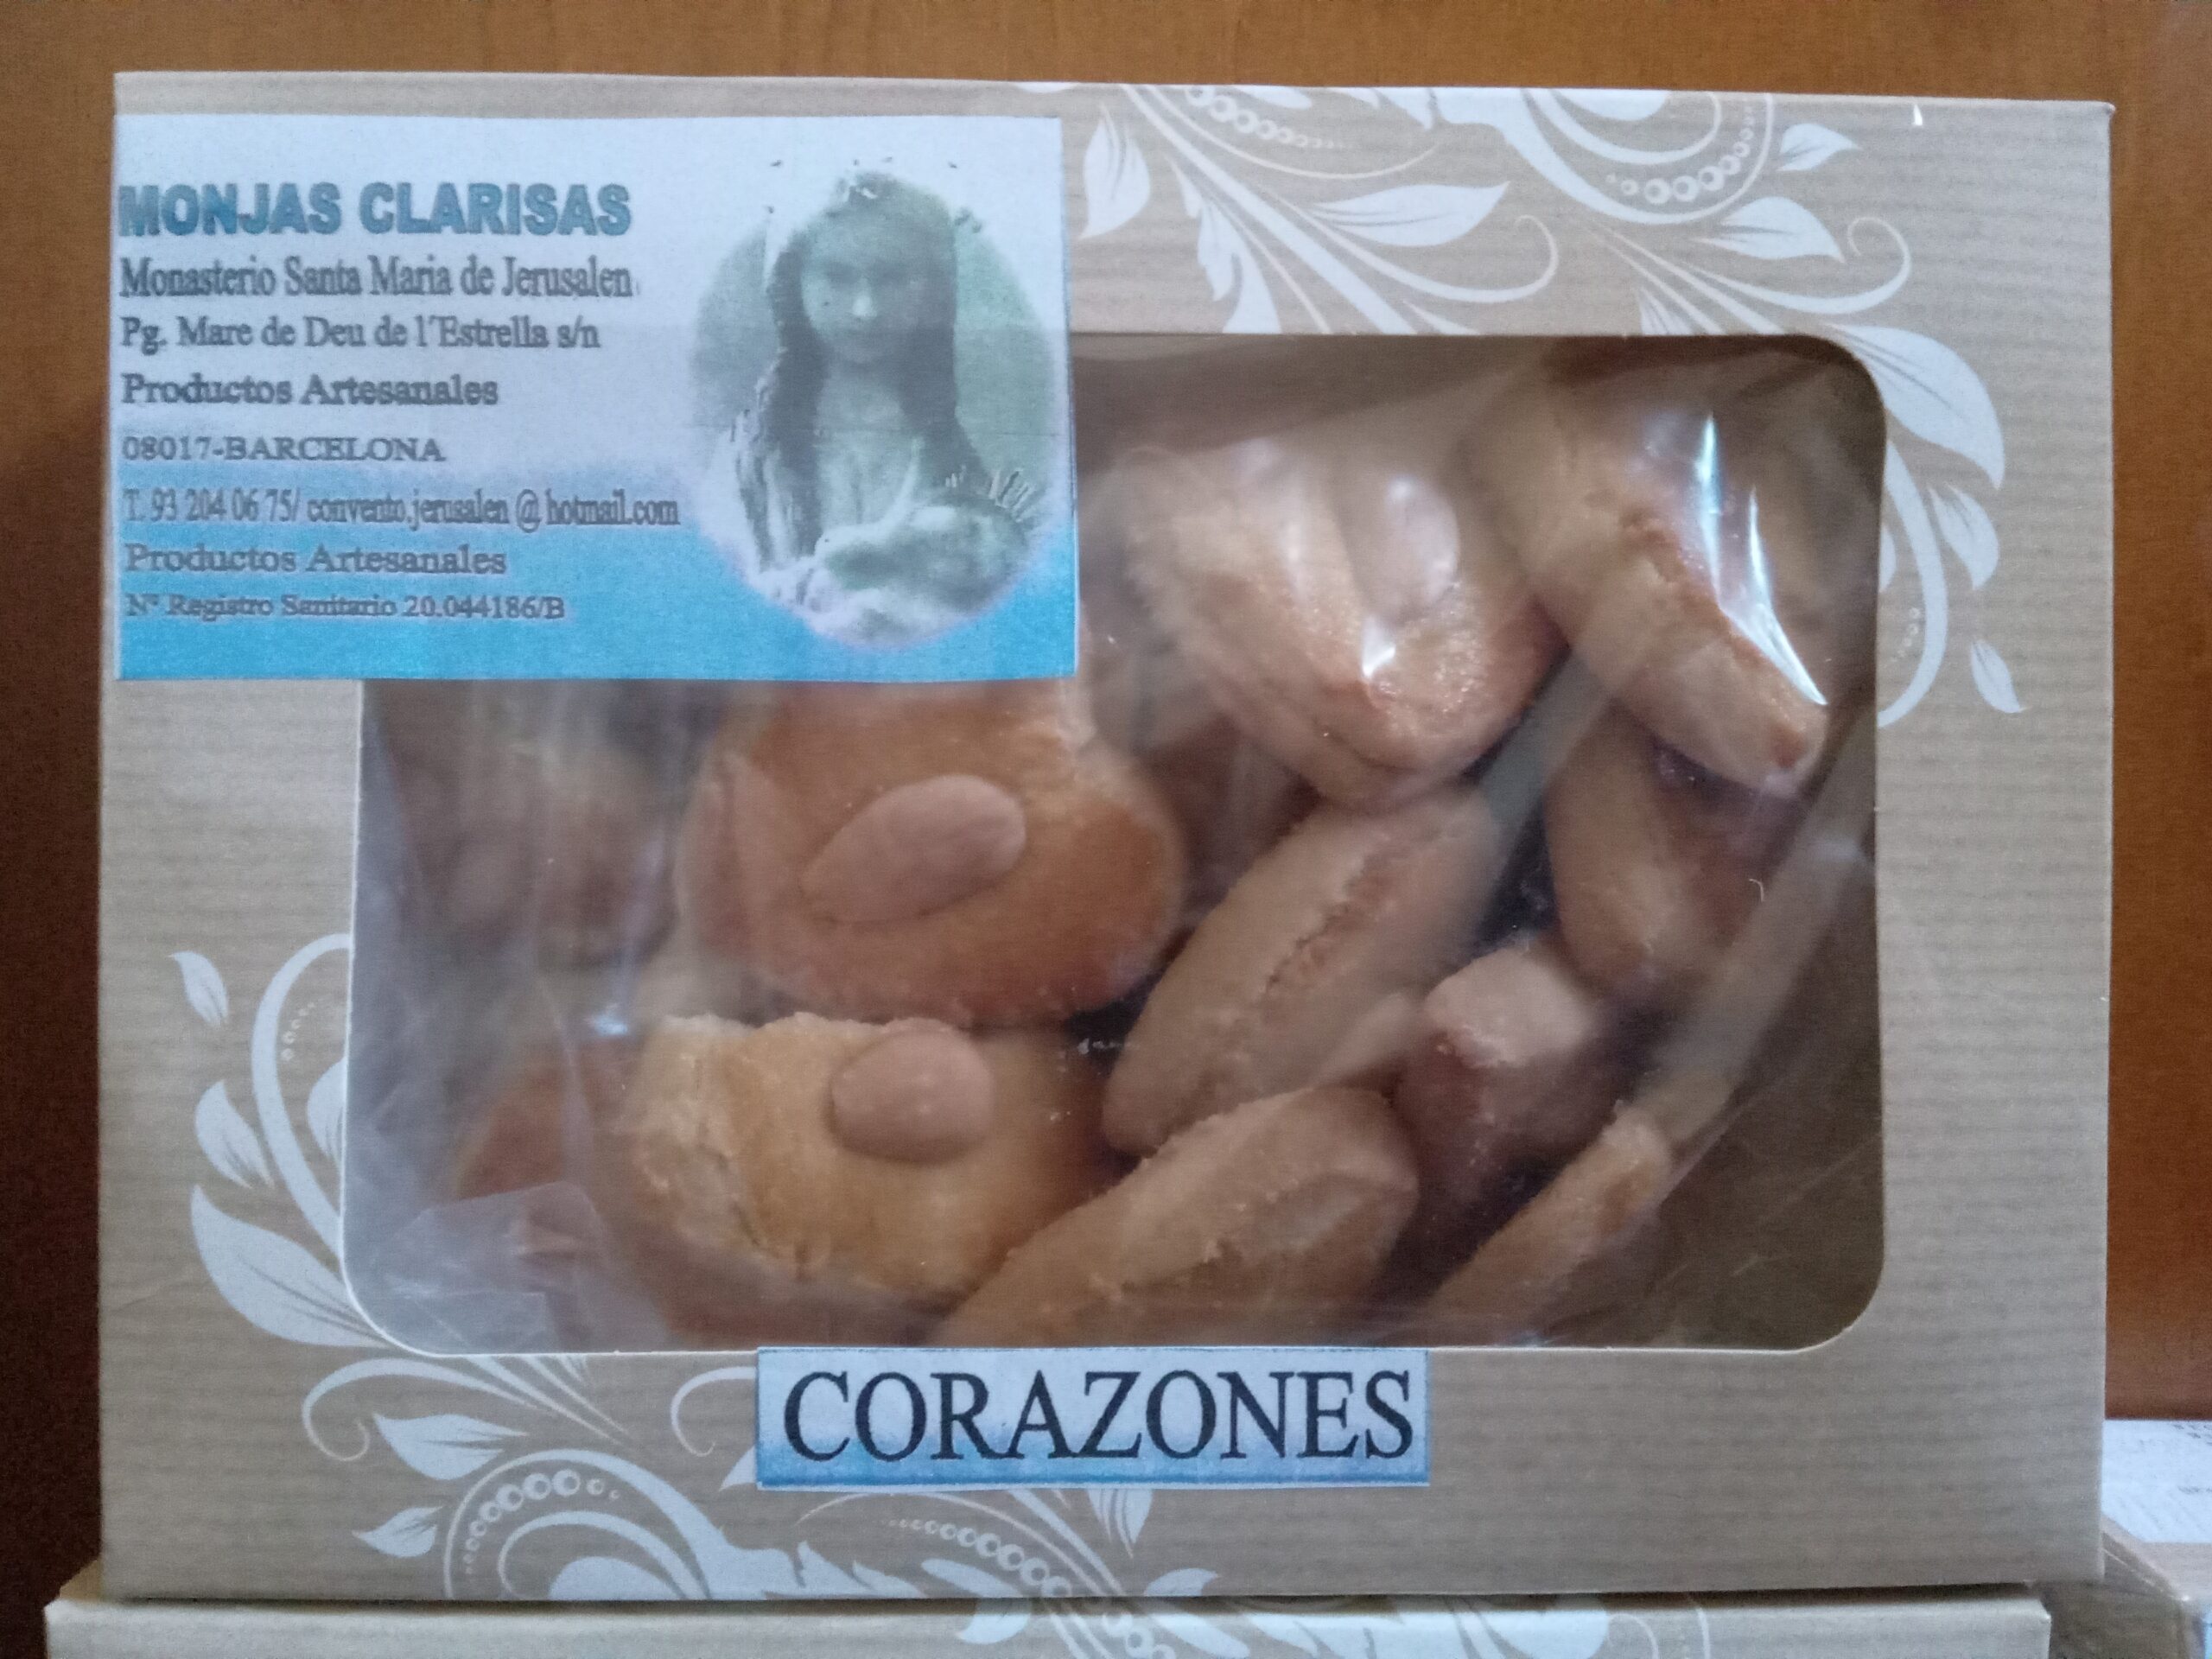 MONJAS CLARISAS
Monasterio Santa Maria de Jerusalen
Pg. Mare de Deu de l´Estrella s/n
Productos Artesanales
08017-BARCELONA
T. 93 204 06 75/ convento.jerusalen @ hotmail.com
Productos Artesanales
Nº Registro Sanitario 20.044186/B
CORAZONES